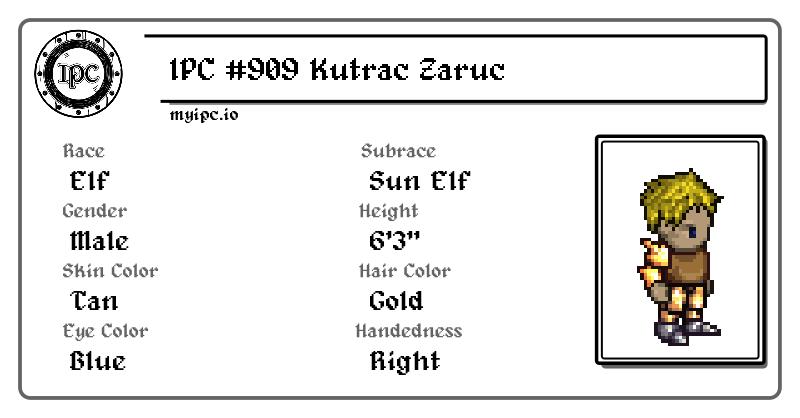 IPC
IPC #909 Kutrac Zaruc
myipc.io
Race
Elf
Subrace
Sun Elf
Gender
Male
Height
6'3"
Skin Color
Tan
Hair Color
Gold
Eye Color
Blue
Handedness
Right